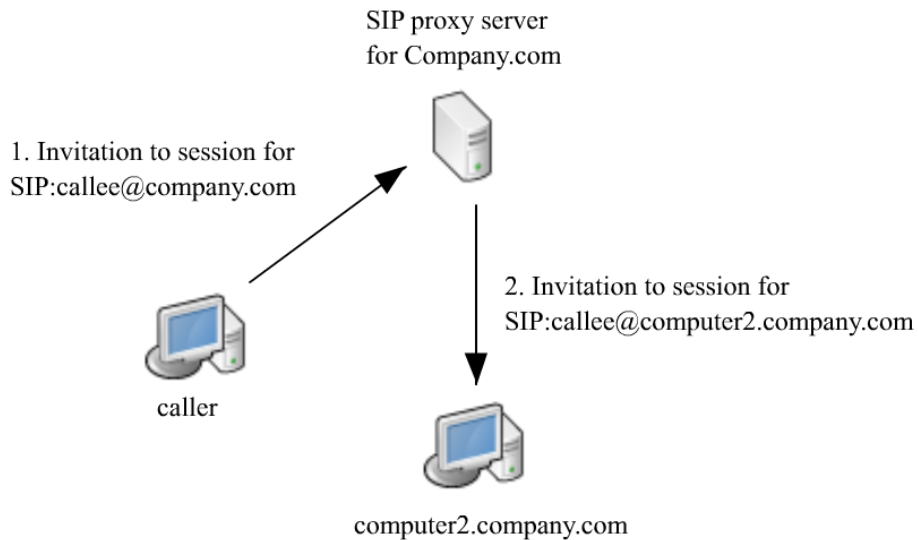 SIP proxy server
for Company.com
1. Invitation to session for
SIP:callee@company.com
2. Invitation to session for
SIP:callee@computer2.company.com
caller
computer2.company.com